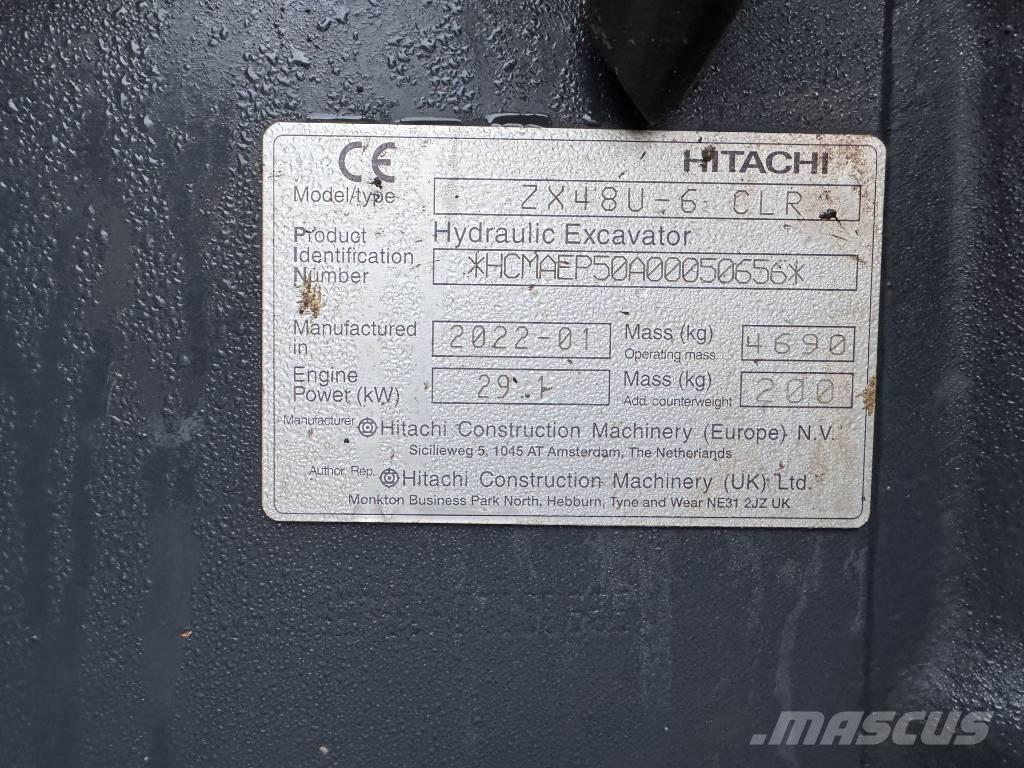 CE HITACHI
Model/type ZX48U-6 CLR
Product Identification Number Hydraulic Excavator
*HCMAEP50A00050656*
Manufactured in 2022-01 Mass (kg) Operating mass 4690
Engine Power (kW) 29.1 Mass (kg) Add. counterweight 200
Manufacturer Hitachi Construction Machinery (Europe) N.V.
Sicilieweg 5, 1045 AT Amsterdam, The Netherlands
Author. Rep. Hitachi Construction Machinery (UK) Ltd.
Monkton Business Park North, Hebburn, Tyne and Wear NE31 2JZ UK
MASCUS